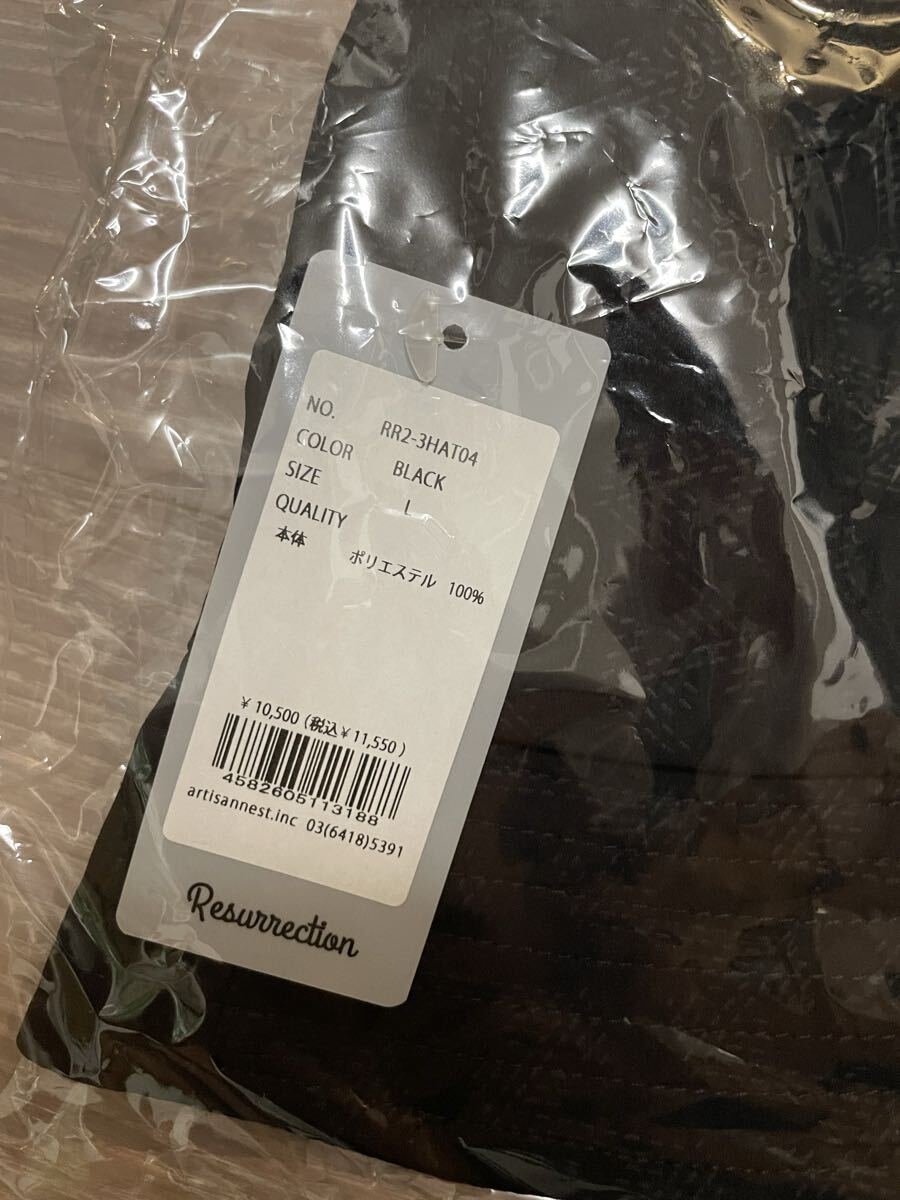 NO. RR2-3HAT04
COLOR BLACK
SIZE L
QUALITY
本体 ポリエステル 100%
¥10,500(税込¥11,550)
4582605113188
artisannest.inc 03(6418)5391
Resurrection